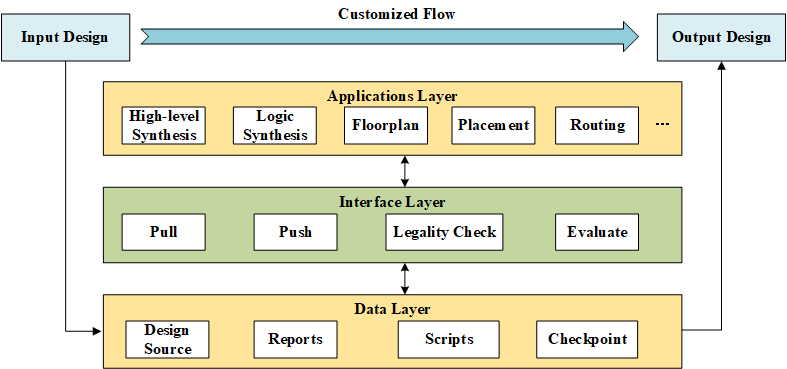 Customized Flow
Input Design
Output Design
Applications Layer
High-level
Synthesis
Logic
Synthesis
Floorplan
Placement
Routing
...
Interface Layer
Pull
Push
Legality Check
Evaluate
Data Layer
Design
Source
Reports
Scripts
Checkpoint